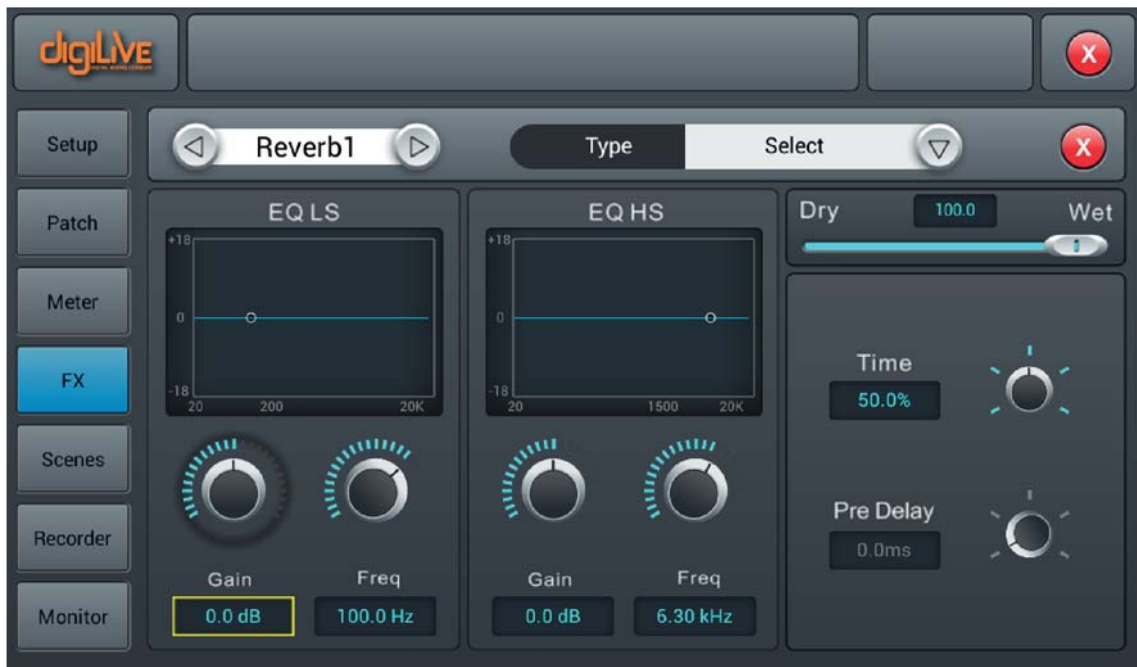 digiLiVE
X
Setup
Patch
Meter
FX
Scenes
Recorder
Monitor
Reverb1
Type
Select
X
EQ LS
+18
0
-18
20
200
20K
Gain
Freq
0.0 dB
100.0 Hz
EQ HS
+18
0
-18
20
1500
20K
Gain
Freq
0.0 dB
6.30 kHz
Dry
100.0
Wet
Time
50.0%
Pre Delay
0.0ms